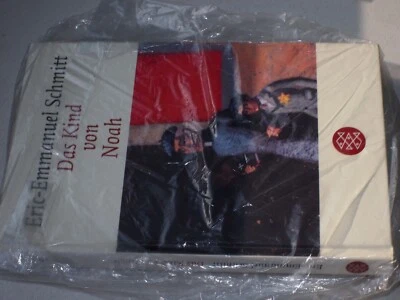 Eric-Emmanuel Schmitt
Das Kind
von
Noah